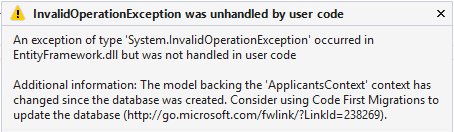 InvalidOperationException was unhandled by user code
An exception of type 'System.InvalidOperationException' occurred in
EntityFramework.dll but was not handled in user code
Additional information: The model backing the 'ApplicantsContext' context has
changed since the database was created. Consider using Code First Migrations to
update the database (http://go.microsoft.com/fwlink/?LinkId=238269).